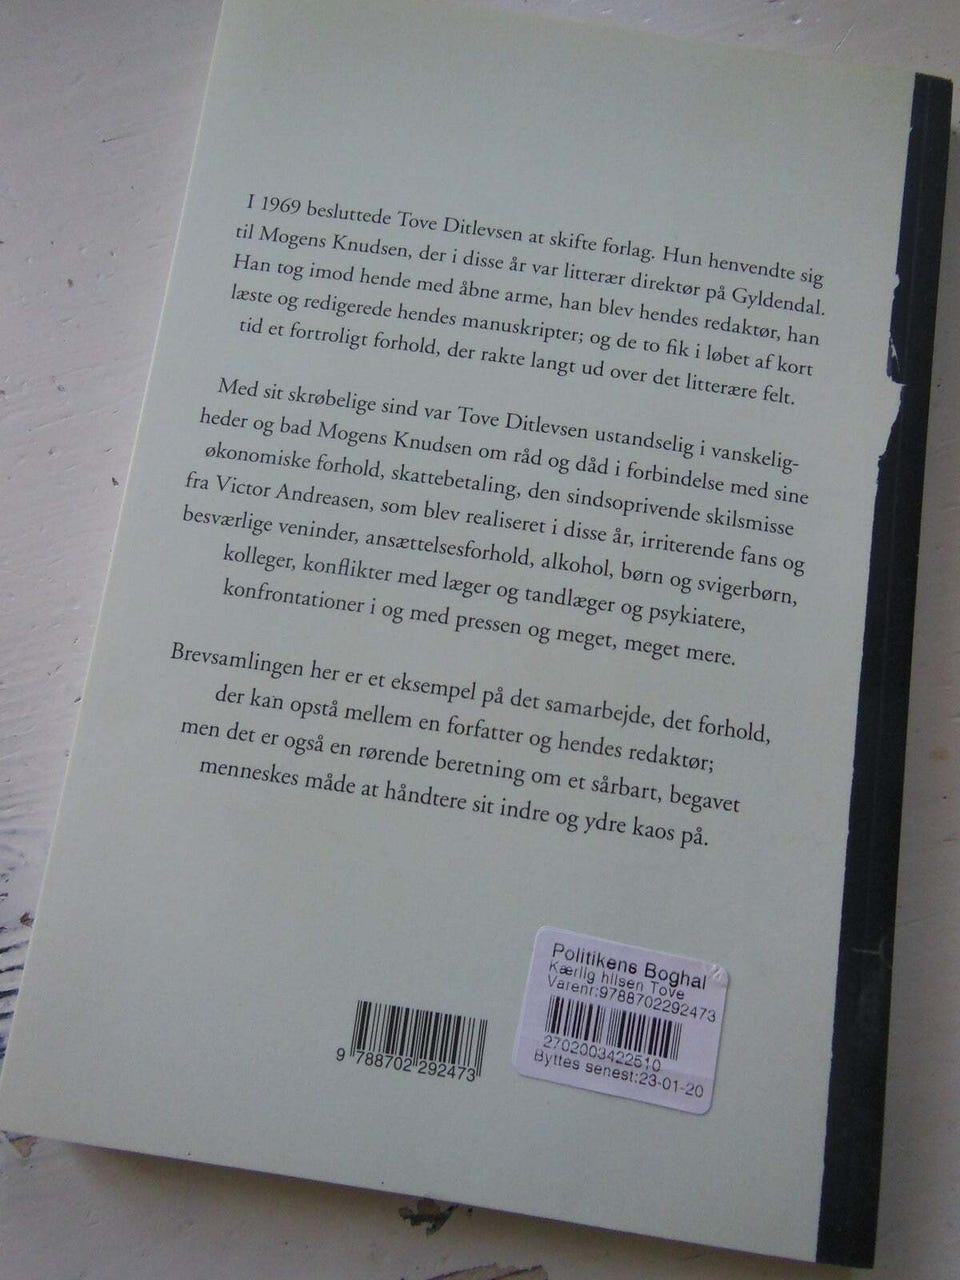 I 1969 besluttede Tove Ditlevsen at skifte forlag. Hun henvendte sig
til Mogens Knudsen, der i disse år var litterær direktør på Gyldendal.
Han tog imod hende med åbne arme, han blev hendes redaktør, han
læste og redigerede hendes manuskripter; og de to fik i løbet af kort
tid et fortroligt forhold, der rakte langt ud over det litterære felt.
Med sit skrøbelige sind var Tove Ditlevsen ustandselig i vanskelig-
heder og bad Mogens Knudsen om råd og dåd i forbindelse med sine
økonomiske forhold, skattebetaling, den sindsoprivende skilsmisse
fra Victor Andreasen, som blev realiseret i disse år, irriterende fans og
besværlige veninder, ansættelsesforhold, alkohol, børn og svigerbørn,
kolleger, konflikter med læger og tandlæger og psykiatere,
konfrontationer i og med pressen og meget, meget mere.
Brevsamlingen her er et eksempel på det samarbejde, det forhold,
der kan opstå mellem en forfatter og hendes redaktør;
men det er også en rørende beretning om et sårbart, begavet
menneskes måde at håndtere sit indre og ydre kaos på.
9 788702 292473
Politikens Boghal
Kærlig hilsen Tove
Varenr:9788702292473
2702003422510
Byttes senest:23-01-20